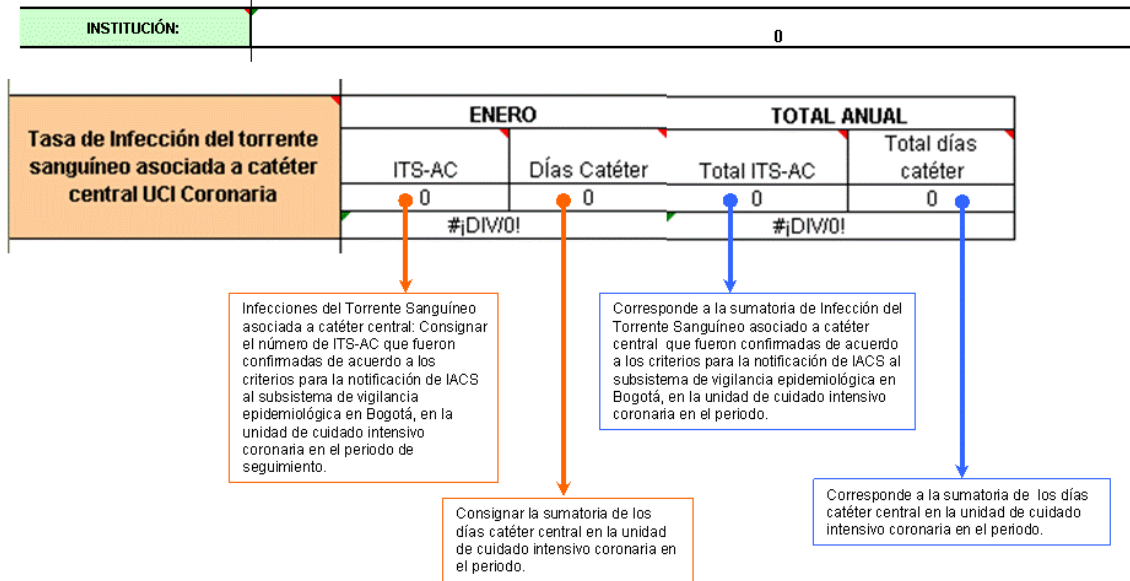 INSTITUCIÓN:
0
Tasa de Infección del torrente
sanguíneo asociada a catéter
central UCI Coronaria
ENERO
TOTAL ANUAL
ITS-AC
DÍas Catéter
Total ITS-AC
Total días
catéter
0
0
0
0
#¡DIV/0!
#¡DIV/0!
Infecciones del Torrente Sanguíneo
asociada a catéter central: Consignar
el número de ITS-AC que fueron
confirmadas de acuerdo a los
criterios para la notificación de IACS
al subsistema de vigilancia
epidemiológica en Bogotá, en la
unidad de cuidado intensivo
coronaria en el periodo de
seguimiento.
Consignar la sumatoria de los
días catéter central en la unidad
de cuidado intensivo coronaria en
el periodo.
Corresponde a la sumatoria de Infección del
Torrente Sanguíneo asociado a catéter
central que fueron confirmadas de acuerdo
a los criterios para la notificación de IACS al
subsistema de vigilancia epidemiológica en
Bogotá, en la unidad de cuidado intensivo
coronaria en el periodo.
Corresponde a la sumatoria de los días
catéter central en la unidad de cuidado
intensivo coronaria en el periodo.